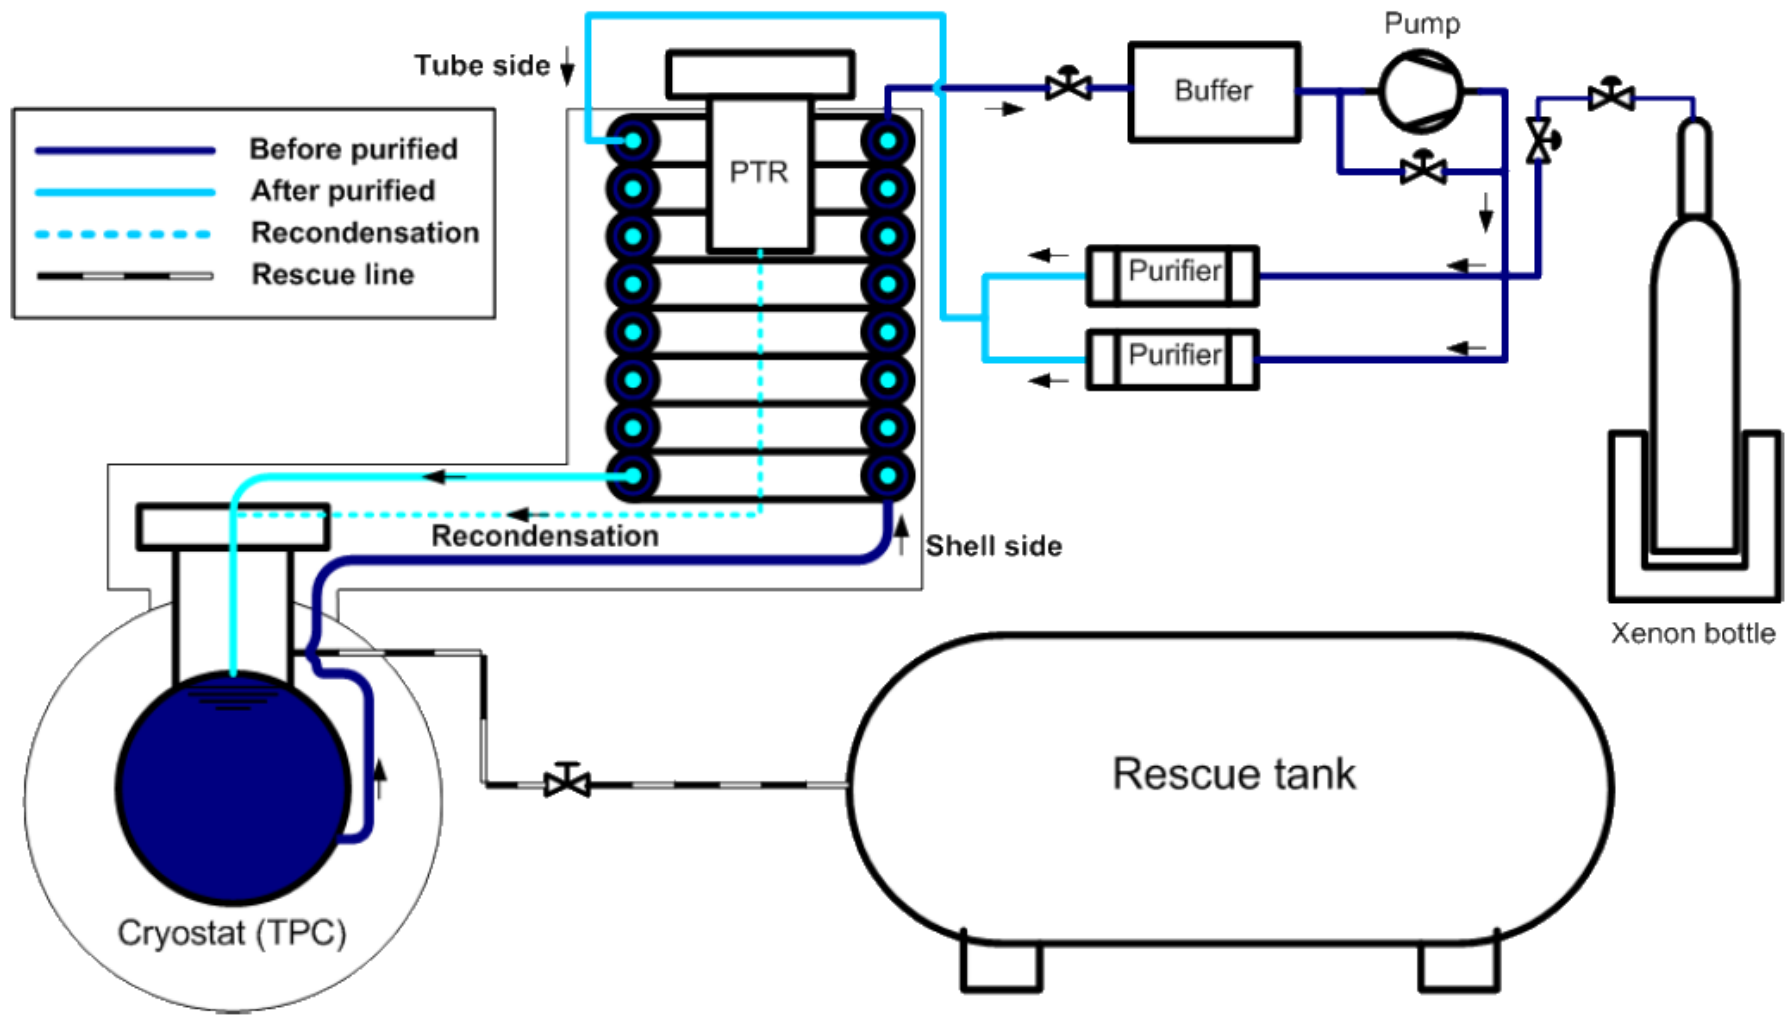 Pump
Tube side
Buffer
Before purified
After purified
Recondensation
Rescue line
PTR
Purifier
Purifier
Recondensation
Shell side
Xenon bottle
Rescue tank
Cryostat (TPC)